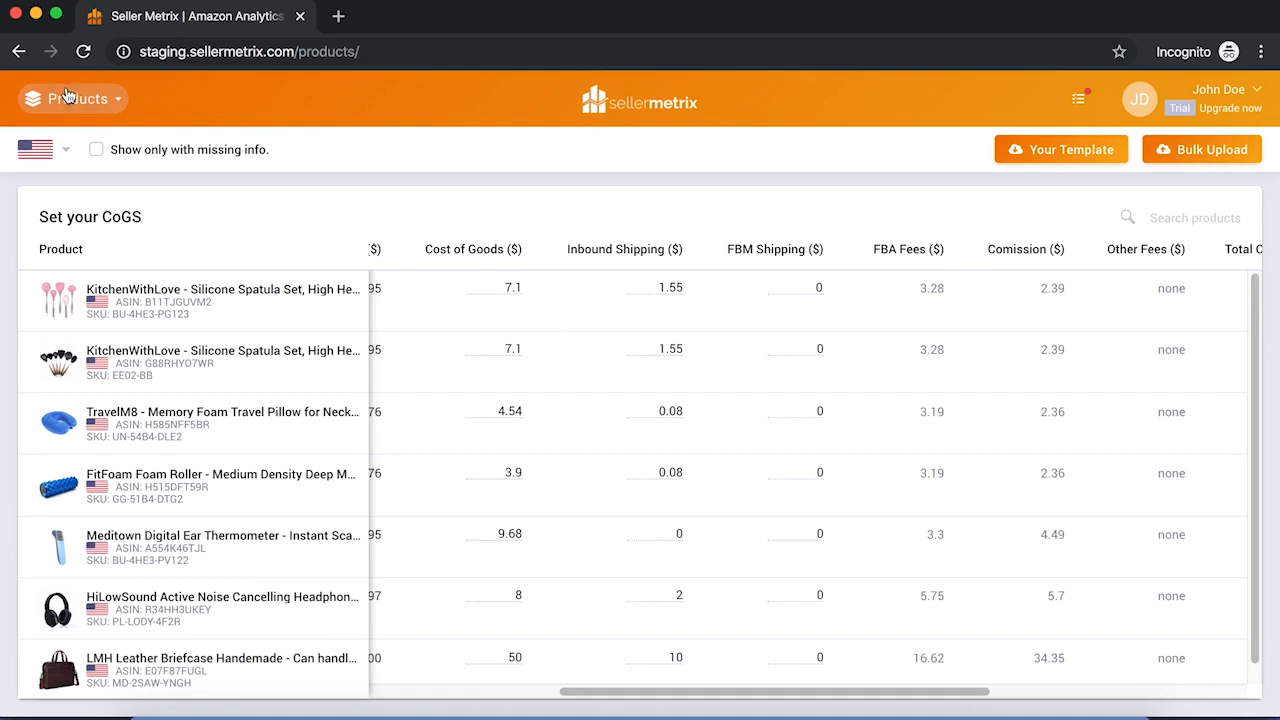 Seller Metrix | Amazon Analytics
staging.sellermetrix.com/products/
Incognito
Products
sellermetrix
JD
John Doe
Trial
Upgrade now
Show only with missing info.
Your Template
Bulk Upload
Set your CoGS
Search products
Product
($)
Cost of Goods ($)
Inbound Shipping ($)
FBM Shipping ($)
FBA Fees ($)
Comission ($)
Other Fees ($)
Total C
KitchenWithLove - Silicone Spatula Set, High He...
ASIN: B11TJGUVM2
SKU: BU-4HE3-PG123
95
7.1
1.55
0
3.28
2.39
none
KitchenWithLove - Silicone Spatula Set, High He...
ASIN: G88RHYO7WR
SKU: EE02-BB
95
7.1
1.55
0
3.28
2.39
none
TravelM8 - Memory Foam Travel Pillow for Neck...
ASIN: H585NFF5BR
SKU: UN-54B4-DLE2
76
4.54
0.08
0
3.19
2.36
none
FitFoam Foam Roller - Medium Density Deep M...
ASIN: H515DFT59R
SKU: GG-51B4-DTG2
76
3.9
0.08
0
3.19
2.36
none
Meditown Digital Ear Thermometer - Instant Sca...
ASIN: A554K46TJL
SKU: BU-4HE3-PV122
95
9.68
0
0
3.3
4.49
none
HiLowSound Active Noise Cancelling Headphon...
ASIN: R34HH3UKEY
SKU: PL-LODY-4F2R
97
8
2
0
5.75
5.7
none
LMH Leather Briefcase Handemade - Can handl...
ASIN: E07F87FUGL
SKU: MD-2SAW-YNGH
00
50
10
0
16.62
34.35
none